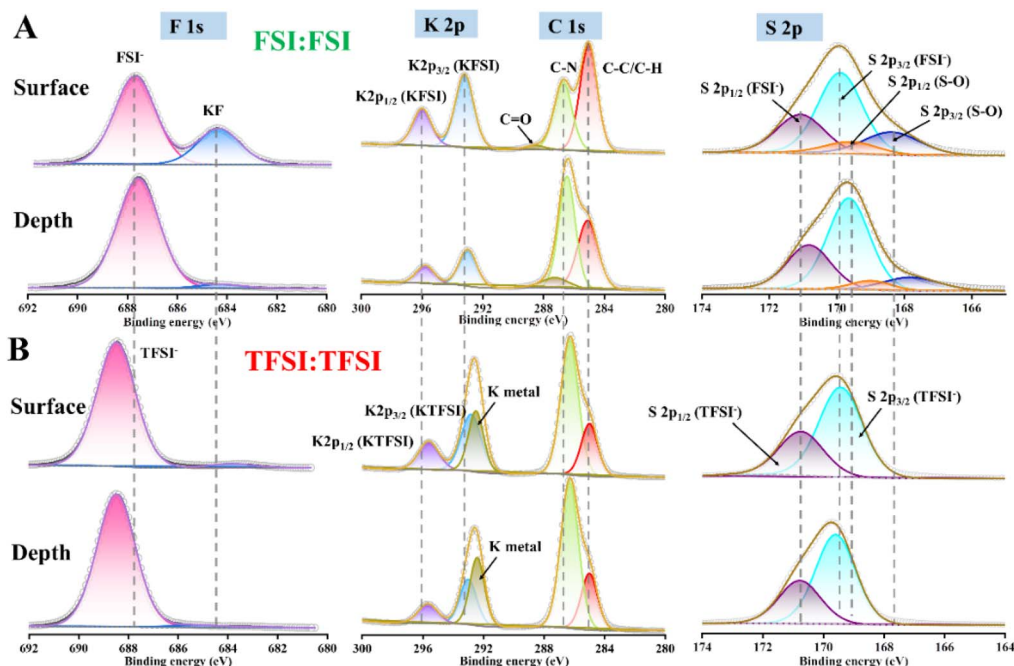 A
F 1s
K 2p
C 1s
S 2p
FSI:FSI
Surface
FSI⁻
KF
K2p₃/₂ (KFSI)
K2p₁/₂ (KFSI)
C=O
C-N
C-C/C-H
S 2p₁/₂ (FSI⁻)
S 2p₃/₂ (FSI⁻)
S 2p₁/₂ (S-O)
S 2p₃/₂ (S-O)
Depth
692 690 688 686 684 682 680
Binding energy (eV)
300 296 292 288 284 280
Binding energy (eV)
174 172 170 168 166
Binding energy (eV)
B
TFSI:TFSI
Surface
TFSI⁻
K2p₃/₂ (KTFSI)
K2p₁/₂ (KTFSI)
K metal
S 2p₁/₂ (TFSI⁻)
S 2p₃/₂ (TFSI⁻)
Depth
K metal
692 690 688 686 684 682 680
Binding energy (eV)
300 296 292 288 284 280
Binding energy (eV)
174 172 170 168 166 164
Binding energy (eV)